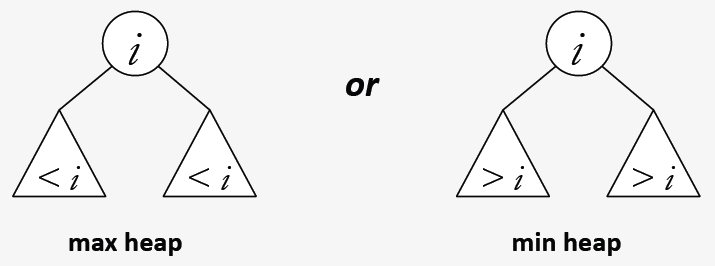 i i
or
< i < i > i > i
max heap min heap